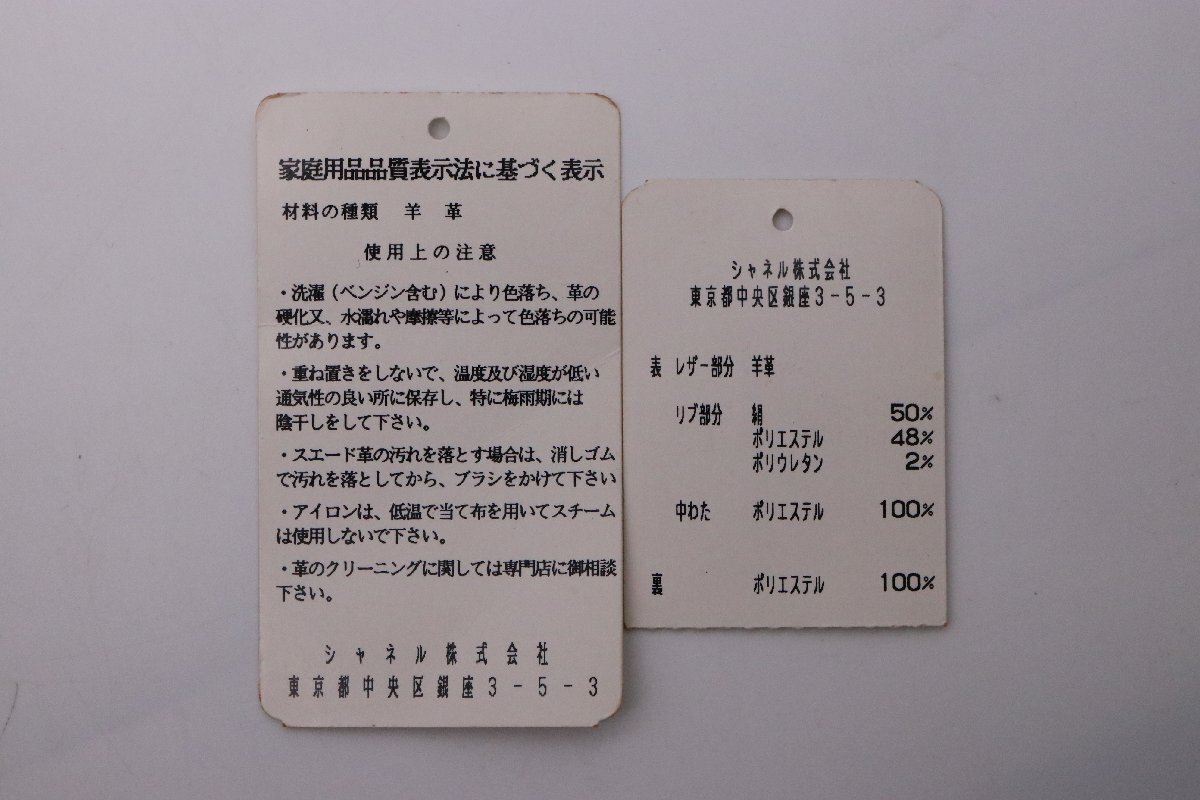 家庭用品品質表示法に基づく表示
材料の種類 羊 革
使用上の注意
・洗濯(ベンジン含む)により色落ち、革の
硬化又、水濡れや摩擦等によって色落ちの可能
性があります。
・重ね置きをしないで、温度及び湿度が低い
通気性の良い所に保存し、特に梅雨期には
陰干しをして下さい。
・スエード革の汚れを落とす場合は、消しゴム
で汚れを落としてから、ブラシをかけて下さい
・アイロンは、低温で当て布を用いてスチーム
は使用しないで下さい。
・革のクリーニングに関しては専門店に御相談
下さい。
シャネル株式会社
東京都中央区銀座3-5-3
シャネル株式会社
東京都中央区銀座3-5-3
表 レザー部分 羊革
リブ部分 絹 50%
ポリエステル 48%
ポリウレタン 2%
中わた ポリエステル 100%
裏 ポリエステル 100%